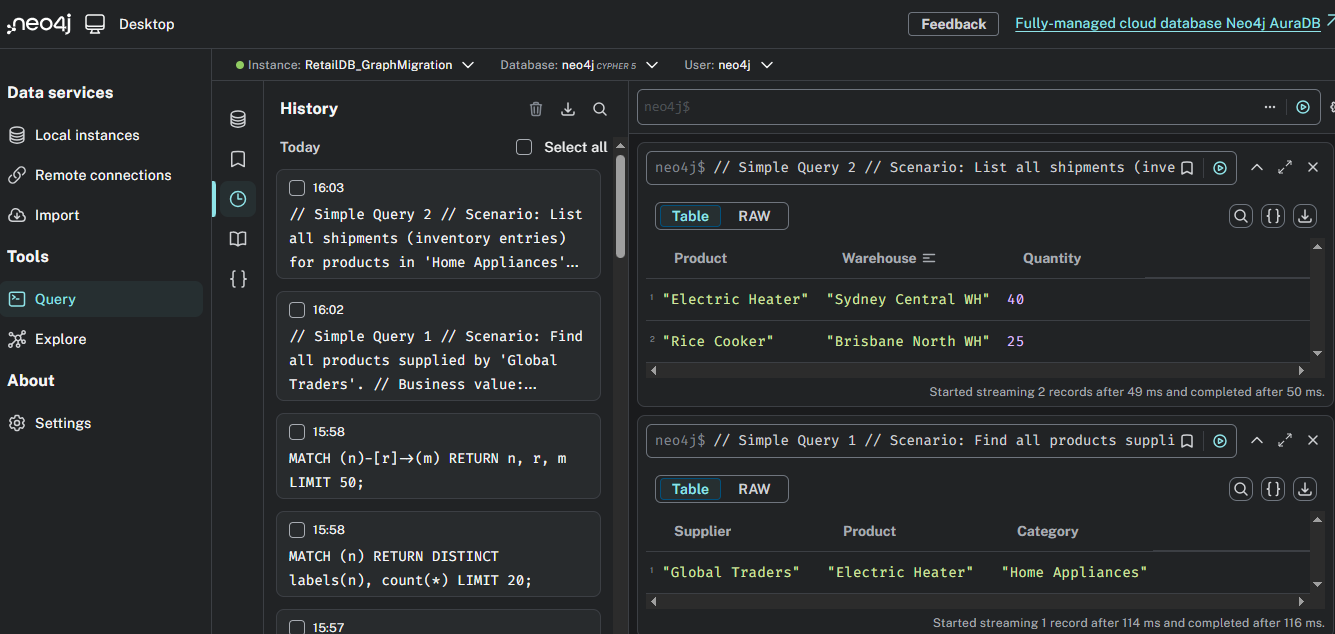 neo4j Desktop Feedback Fully-managed cloud database Neo4j AuraDB
Instance: RetailDB_GraphMigration Database: neo4j CYPHER 5 User: neo4j
Data services
Local instances
Remote connections
Import
Tools
Query
Explore
About
Settings
History
Today Select all
16:03
// Simple Query 2 // Scenario: List
all shipments (inventory entries)
for products in 'Home Appliances'...
16:02
// Simple Query 1 // Scenario: Find
all products supplied by 'Global
Traders'. // Business value:...
15:58
MATCH (n)-[r]→(m) RETURN n, r, m
LIMIT 50;
15:58
MATCH (n) RETURN DISTINCT
labels(n), count(*) LIMIT 20;
15:57
neo4j$
neo4j$ // Simple Query 2 // Scenario: List all shipments (inve
Table RAW
Product Warehouse Quantity
1 "Electric Heater" "Sydney Central WH" 40
2 "Rice Cooker" "Brisbane North WH" 25
Started streaming 2 records after 49 ms and completed after 50 ms.
neo4j$ // Simple Query 1 // Scenario: Find all products suppli
Table RAW
Supplier Product Category
1 "Global Traders" "Electric Heater" "Home Appliances"
Started streaming 1 record after 114 ms and completed after 116 ms.